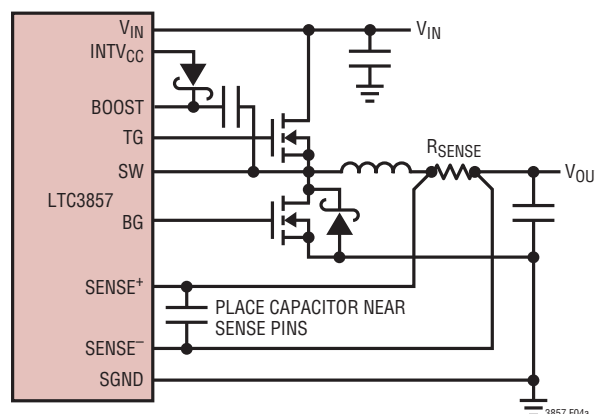 V_IN
V_IN
INTV_CC
BOOST
TG
R_SENSE
SW
V_OU
LTC3857
BG
SENSE⁺
PLACE CAPACITOR NEAR
SENSE PINS
SENSE⁻
SGND
3857 F04a